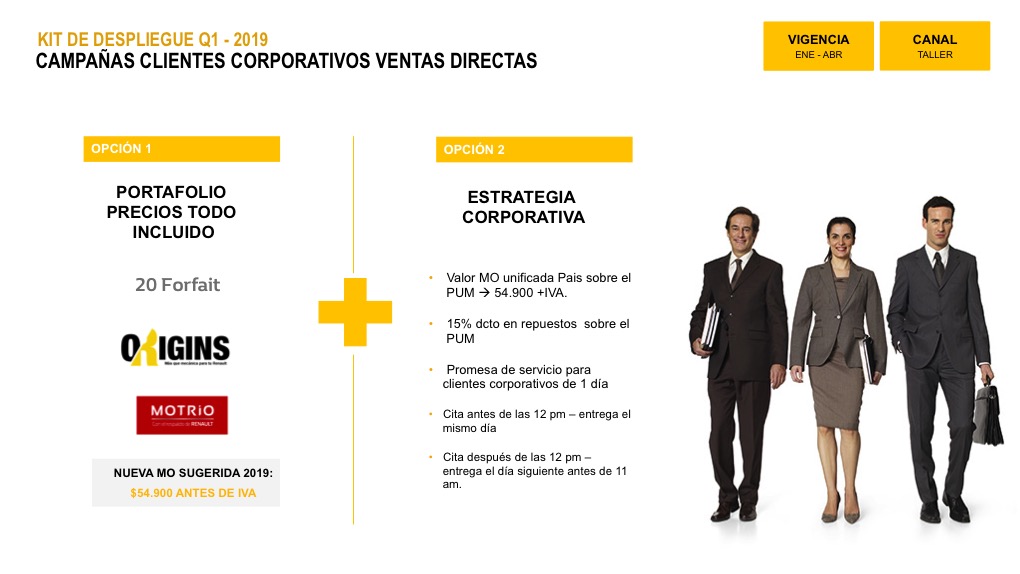 KIT DE DESPLIEGUE Q1 - 2019
CAMPAÑAS CLIENTES CORPORATIVOS VENTAS DIRECTAS
VIGENCIA
ENE - ABR
CANAL
TALLER
OPCIÓN 1
PORTAFOLIO
PRECIOS TODO
INCLUIDO
20 Forfait
ORIGINS
Más que mecánica para tu Renault
MOTRiO
Con el respaldo de RENAULT
NUEVA MO SUGERIDA 2019:
$54.900 ANTES DE IVA
OPCIÓN 2
ESTRATEGIA
CORPORATIVA
• Valor MO unificada Pais sobre el
PUM → 54.900 +IVA.
• 15% dcto en repuestos sobre el
PUM
• Promesa de servicio para
clientes corporativos de 1 día
• Cita antes de las 12 pm – entrega el
mismo día
• Cita después de las 12 pm –
entrega el día siguiente antes de 11
am.